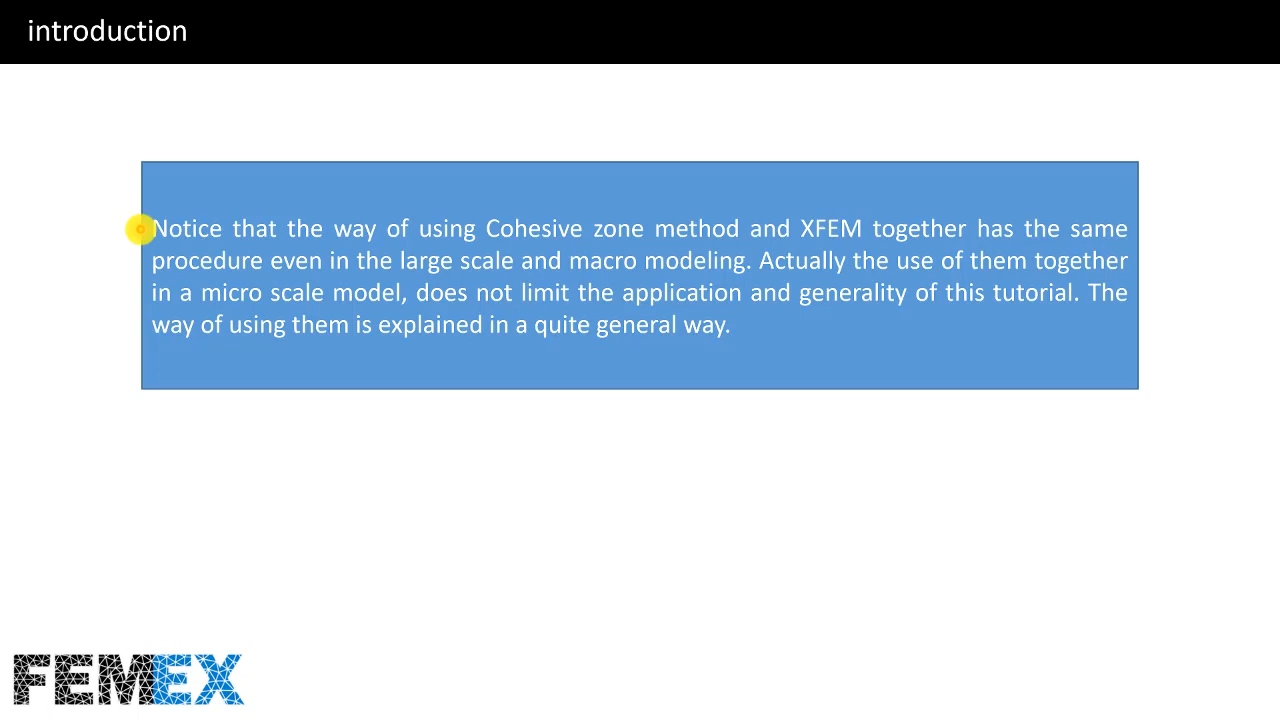 introduction
Notice that the way of using Cohesive zone method and XFEM together has the same
procedure even in the large scale and macro modeling. Actually the use of them together
in a micro scale model, does not limit the application and generality of this tutorial. The
way of using them is explained in a quite general way.
FEMEX